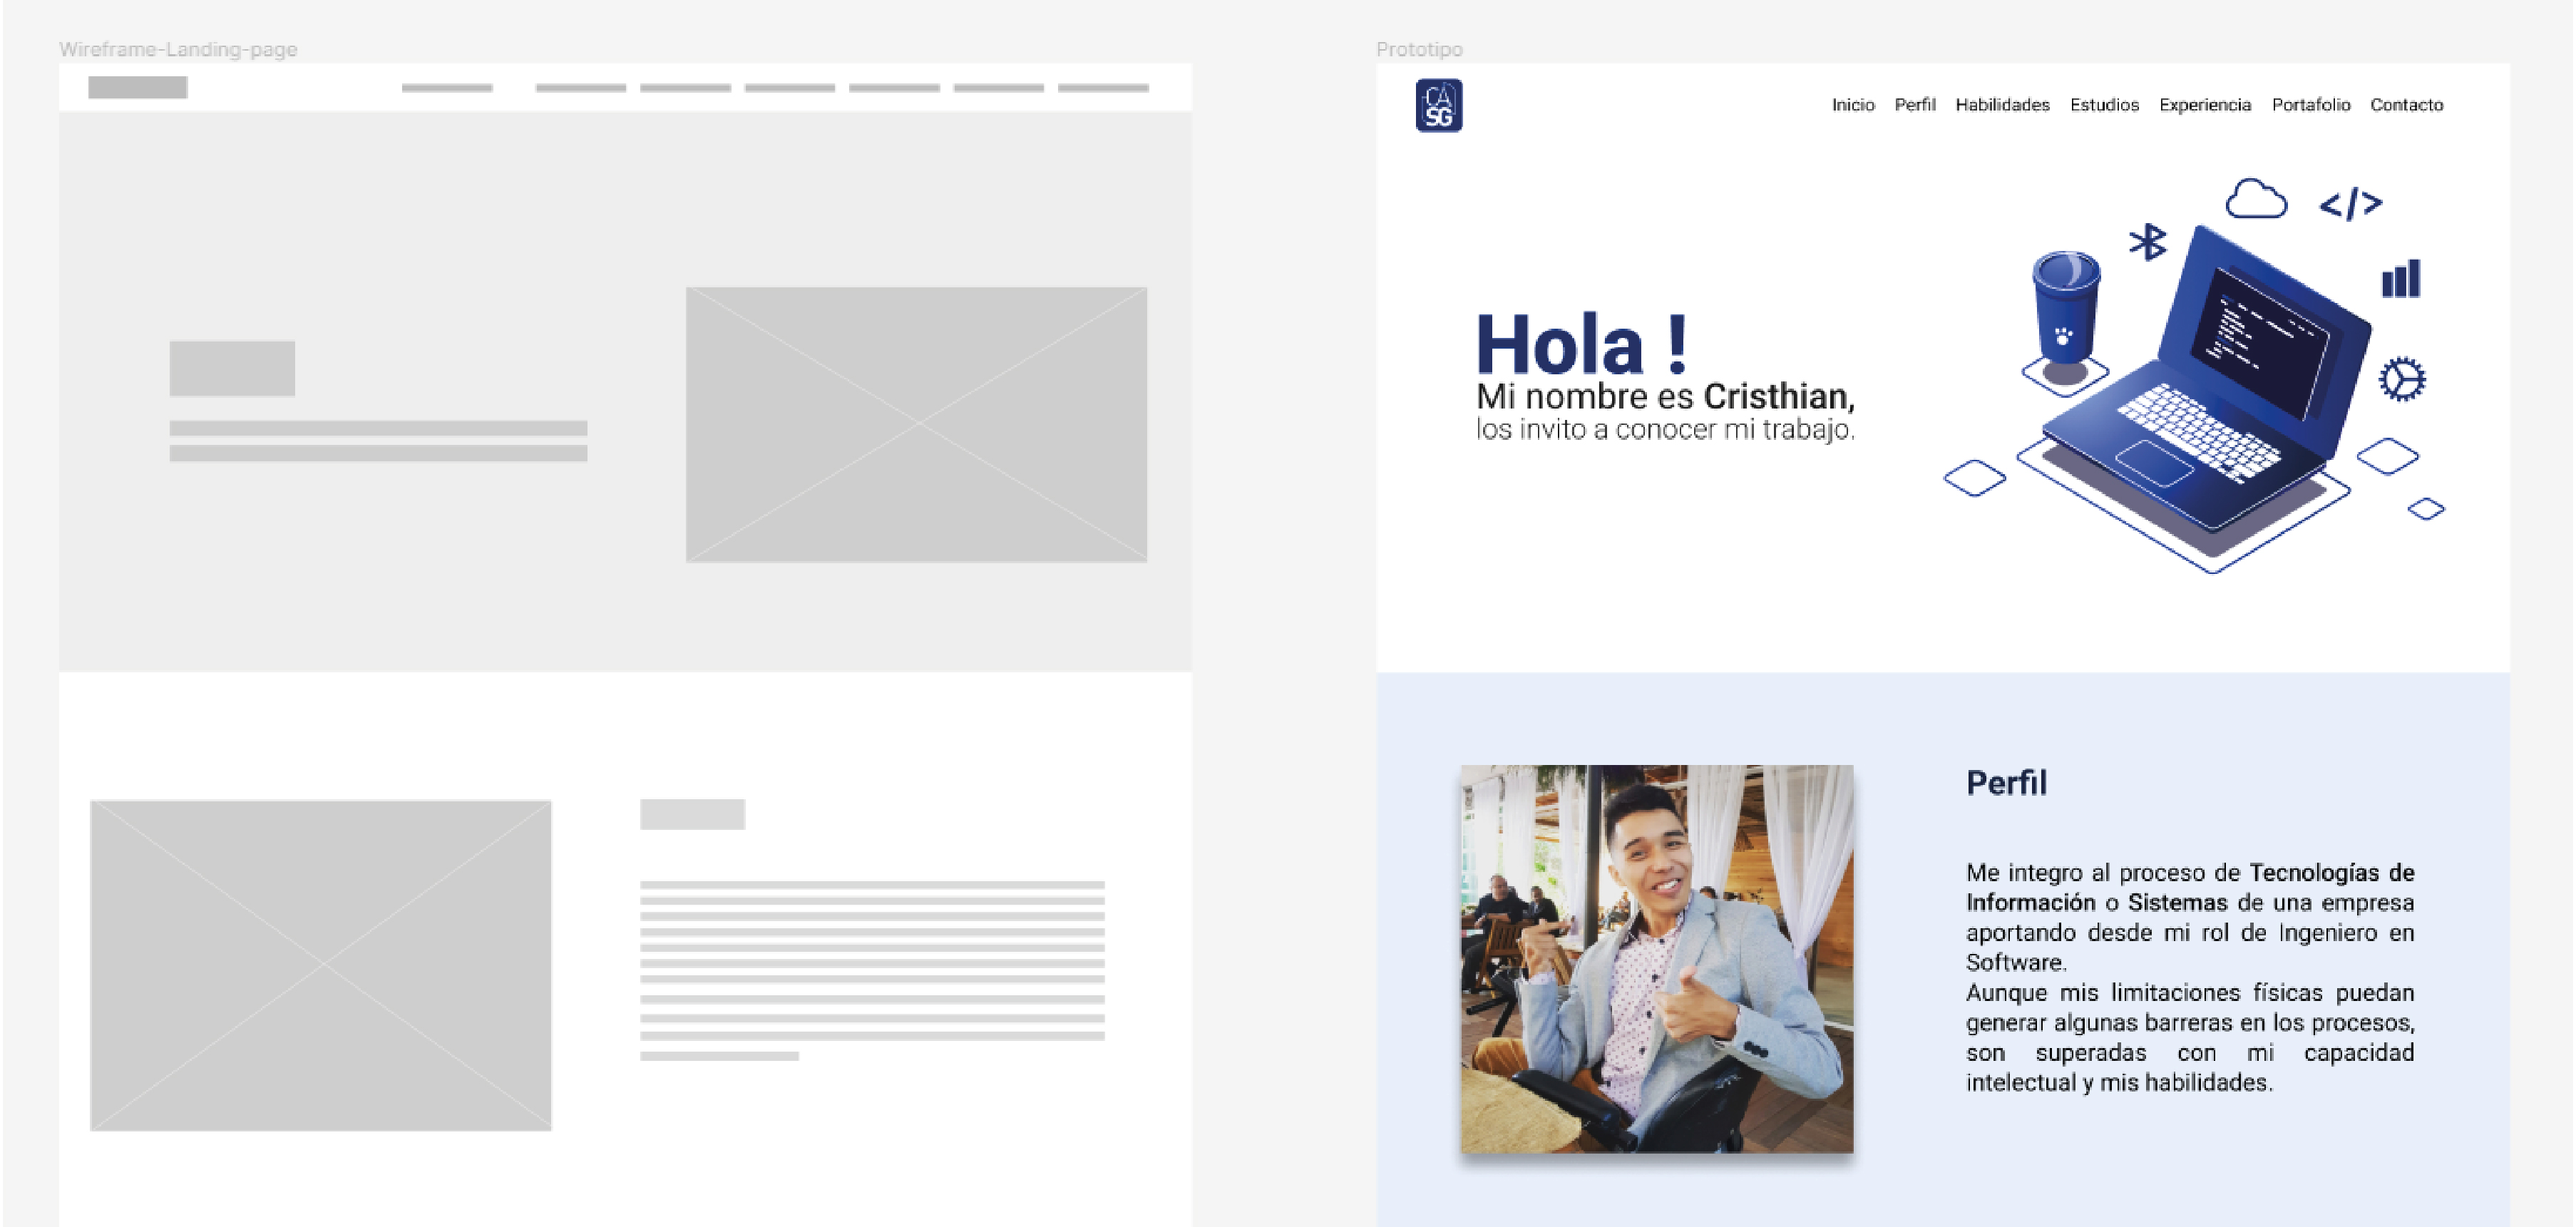 Wireframe-Landing-page
Prototipo
CA
SG
Inicio Perfil Habilidades Estudios Experiencia Portafolio Contacto
</>
Hola !
Mi nombre es Cristhian,
los invito a conocer mi trabajo.
Perfil
Me integro al proceso de Tecnologías de
Información o Sistemas de una empresa
aportando desde mi rol de Ingeniero en
Software.
Aunque mis limitaciones físicas puedan
generar algunas barreras en los procesos,
son superadas con mi capacidad
intelectual y mis habilidades.